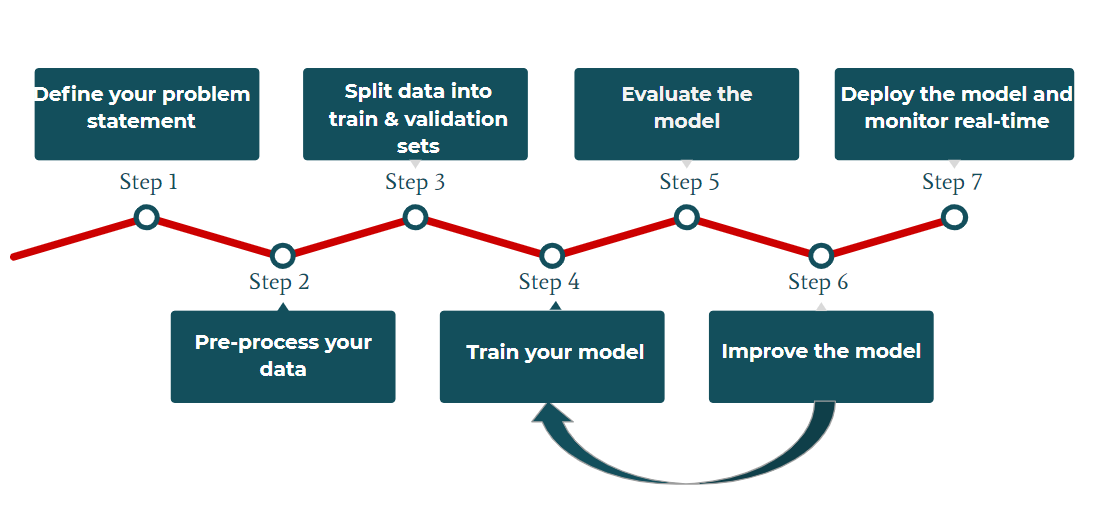 Define your problem
statement
Step 1
Step 2
Pre-process your
data
Split data into
train & validation
sets
Step 3
Step 4
Train your model
Evaluate the
model
Step 5
Step 6
Improve the model
Deploy the model and
monitor real-time
Step 7